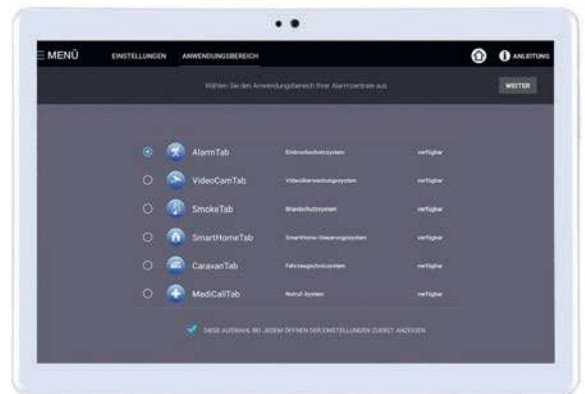 MENÜ EINSTELLUNGEN ANWENDUNGSBEREICH ANLEITUNG
Wählen Sie den Anwendungsbereich Ihrer Alarmzentrale aus WEITER
AlarmTab Einbruchschutzsystem verfügbar
VideoCamTab Videoüberwachungssystem verfügbar
SmokeTab Brandschutzsystem verfügbar
SmartHomeTab SmartHome-Steuerungssystem verfügbar
CaravanTab Fahrzeugschutzsystem verfügbar
MediCallTab Notruf-System verfügbar
DIESE AUSWAHL BEI JEDEM ÖFFNEN DER EINSTELLUNGEN ZUERST ANZEIGEN